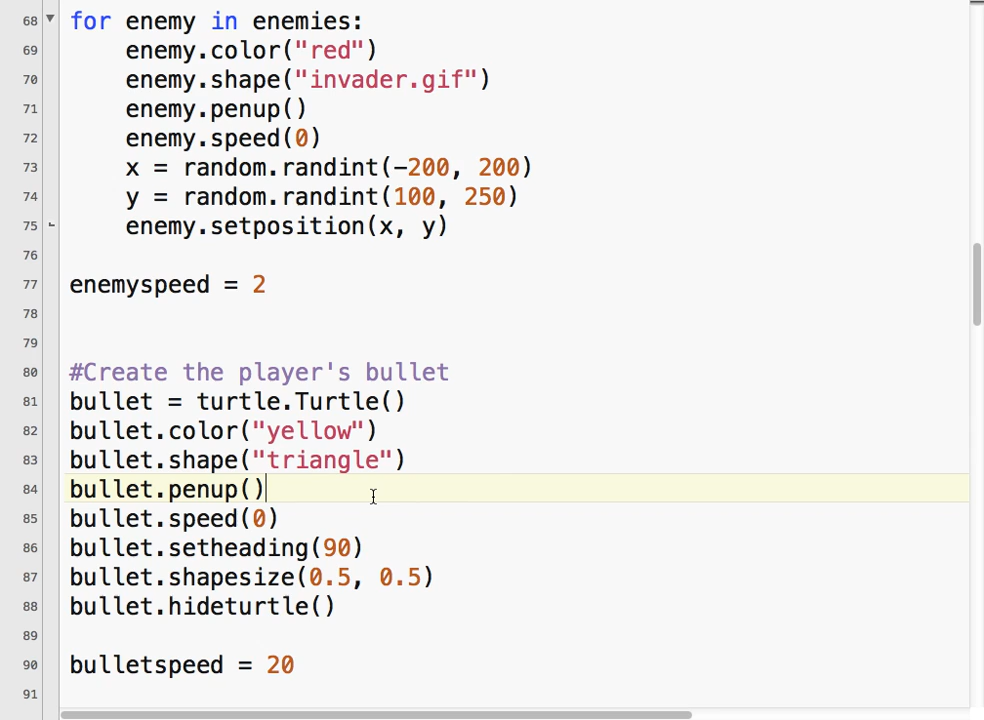 68 for enemy in enemies:
69     enemy.color("red")
70     enemy.shape("invader.gif")
71     enemy.penup()
72     enemy.speed(0)
73     x = random.randint(-200, 200)
74     y = random.randint(100, 250)
75     enemy.setposition(x, y)
76
77 enemyspeed = 2
78
79
80 #Create the player's bullet
81 bullet = turtle.Turtle()
82 bullet.color("yellow")
83 bullet.shape("triangle")
84 bullet.penup()
85 bullet.speed(0)
86 bullet.setheading(90)
87 bullet.shapesize(0.5, 0.5)
88 bullet.hideturtle()
89
90 bulletspeed = 20
91